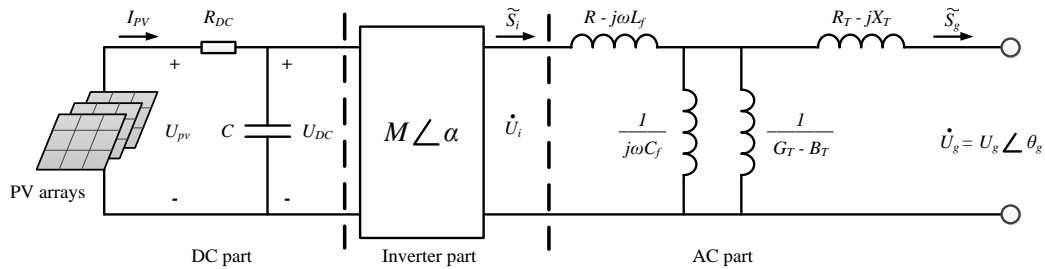 I_PV
R_DC
S̃_i
R - jωL_f
R_T - jX_T
S̃_g
+
+
U_pv
C
U_DC
M∠α
U̇_i
1
jωC_f
1
G_T - B_T
U̇_g = U_g ∠ θ_g
PV arrays
-
-
DC part
Inverter part
AC part